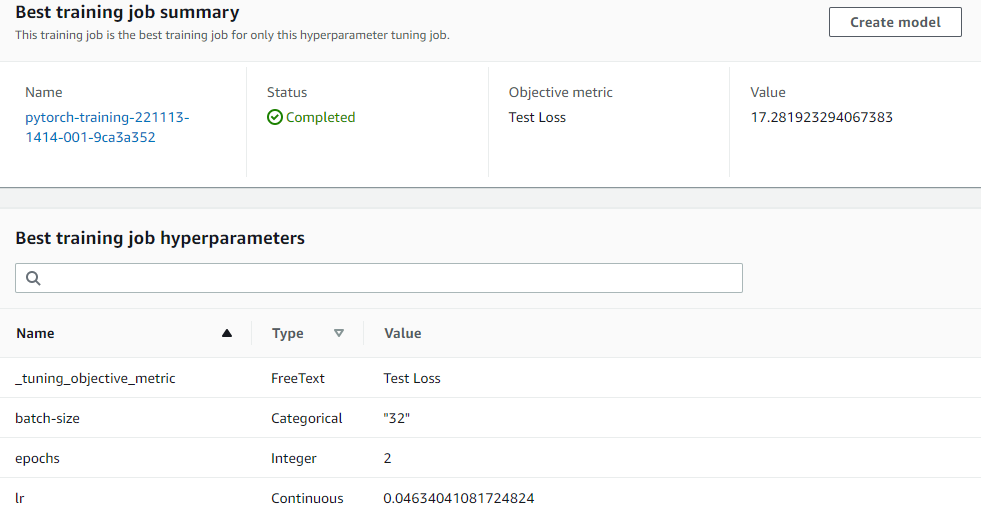 Best training job summary
This training job is the best training job for only this hyperparameter tuning job.
Create model
Name
pytorch-training-221113-
1414-001-9ca3a352
Status
Completed
Objective metric
Test Loss
Value
17.281923294067383
Best training job hyperparameters
Name Type Value
_tuning_objective_metric FreeText Test Loss
batch-size Categorical "32"
epochs Integer 2
lr Continuous 0.04634041081724824